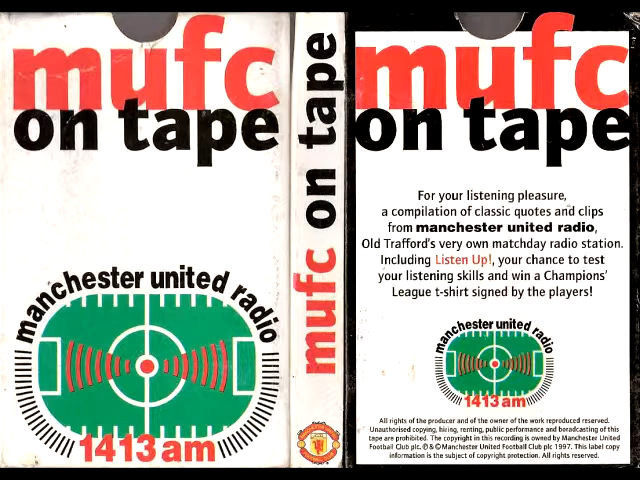 mufc
on tape
manchester united radio
1413 am
mufc on tape
mufc
on tape
For your listening pleasure,
a compilation of classic quotes and clips
from manchester united radio,
Old Trafford's very own matchday radio station.
Including Listen Up!, your chance to test
your listening skills and win a Champions'
League t-shirt signed by the players!
manchester united radio
1413 am
All rights of the producer and of the owner of the work reproduced reserved.
Unauthorised copying, hiring, renting, public performance and boradcasting of this
tape are prohibited. The copyright in this recording is owned by Manchester United
Football Club plc. ℗ & © Manchester United Football Club plc 1997. This label copy
information is the subject of copyright protection. All rights reserved.